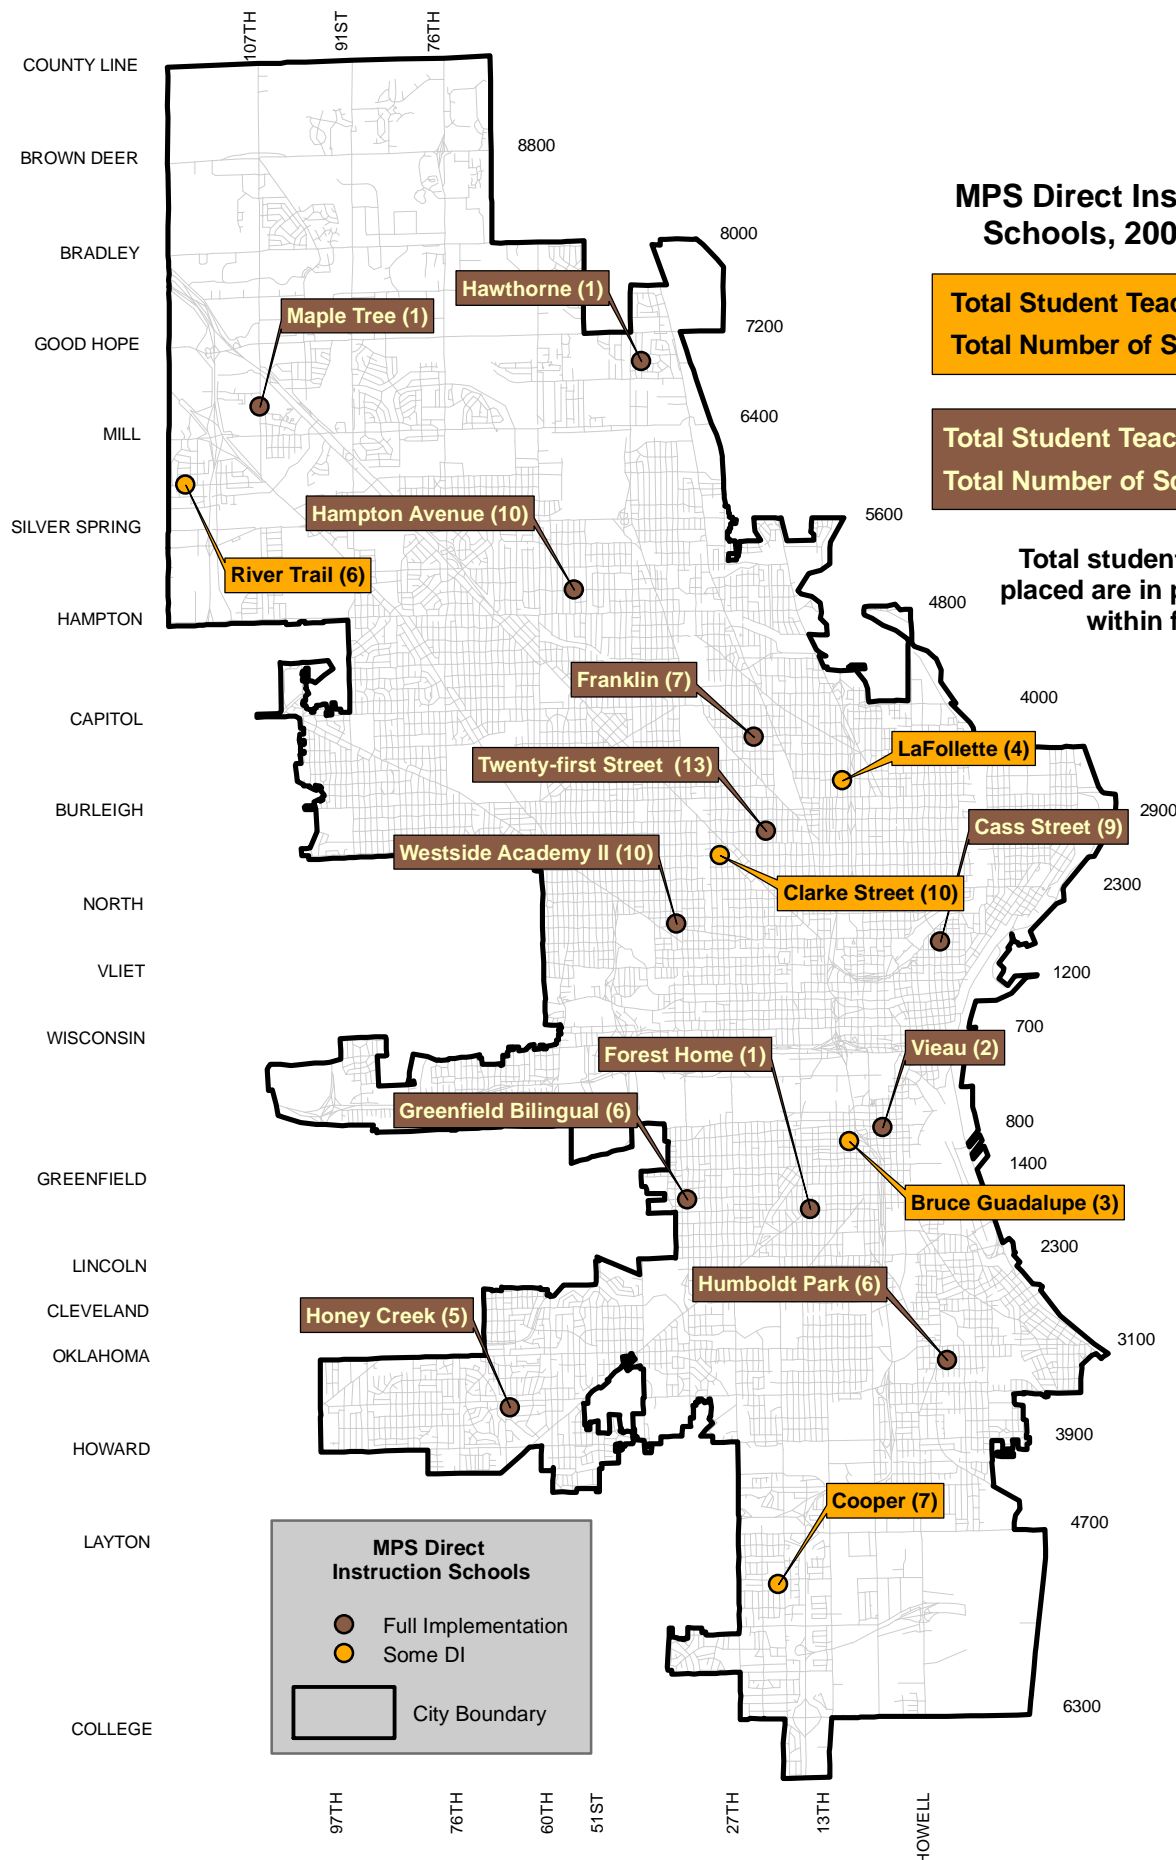 107TH
91ST
76TH
COUNTY LINE
8800
BROWN DEER
MPS Direct Ins
Schools, 200
8000
BRADLEY
Hawthorne (1)
Total Student Teac
Maple Tree (1)
7200
GOOD HOPE
Total Number of S
6400
MILL
Total Student Teac
Total Number of Sc
Hampton Avenue (10)
5600
SILVER SPRING
Total student
River Trail (6)
placed are in p
4800
HAMPTON
within f
Franklin (7)
4000
CAPITOL
LaFollette (4)
Twenty-first Street (13)
BURLEIGH
2900
Cass Street (9)
Westside Academy II (10)
2300
Clarke Street (10)
NORTH
VLIET
1200
700
WISCONSIN
Vieau (2)
Forest Home (1)
Greenfield Bilingual (6)
800
1400
GREENFIELD
Bruce Guadalupe (3)
2300
LINCOLN
Humboldt Park (6)
CLEVELAND
Honey Creek (5)
3100
OKLAHOMA
3900
HOWARD
Cooper (7)
4700
LAYTON
MPS Direct
Instruction Schools
Full Implementation
Some DI
City Boundary
6300
COLLEGE
97TH
76TH
60TH
51ST
27TH
13TH
HOWELL